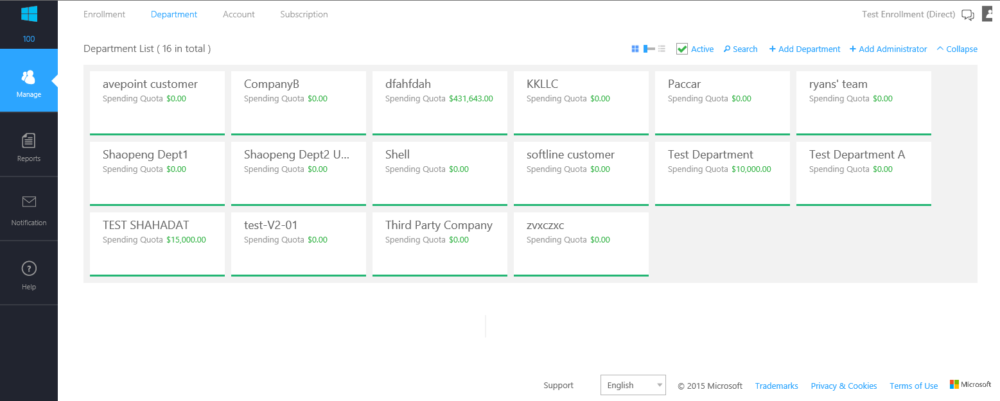 Enrollment Department Account Subscription Test Enrollment (Direct)
100
Department List ( 16 in total ) Active Search + Add Department + Add Administrator Collapse
Manage
Reports
Notification
? Help
avepoint customer CompanyB dfahfdah KKLLC Paccar ryans' team
Spending Quota $0.00 Spending Quota $0.00 Spending Quota $431,643.00 Spending Quota $0.00 Spending Quota $0.00 Spending Quota $0.00
Shaopeng Dept1 Shaopeng Dept2 U... Shell softline customer Test Department Test Department A
Spending Quota $0.00 Spending Quota $0.00 Spending Quota $0.00 Spending Quota $0.00 Spending Quota $10,000.00 Spending Quota $0.00
TEST SHAHADAT test-V2-01 Third Party Company zvxczxc
Spending Quota $15,000.00 Spending Quota $0.00 Spending Quota $0.00 Spending Quota $0.00
Support English © 2015 Microsoft Trademarks Privacy & Cookies Terms of Use Microsoft